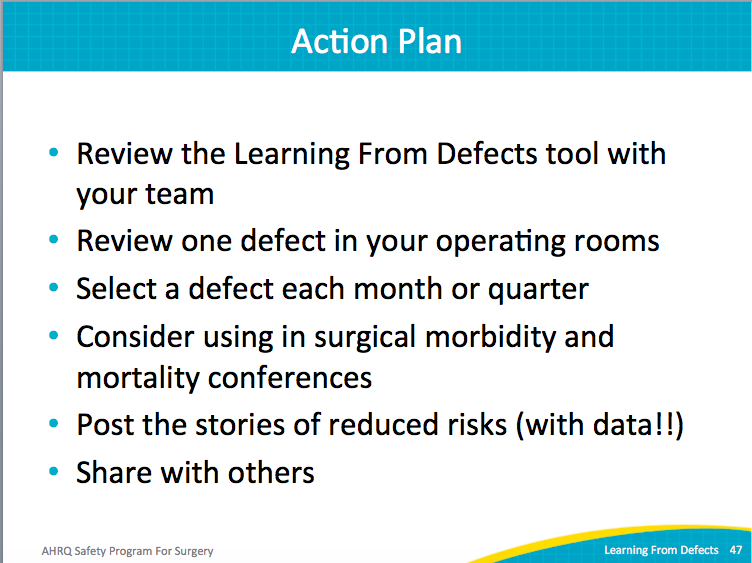 Action Plan
• Review the Learning From Defects tool with
your team
• Review one defect in your operating rooms
• Select a defect each month or quarter
• Consider using in surgical morbidity and
mortality conferences
• Post the stories of reduced risks (with data!!)
• Share with others
AHRQ Safety Program For Surgery
Learning From Defects 47